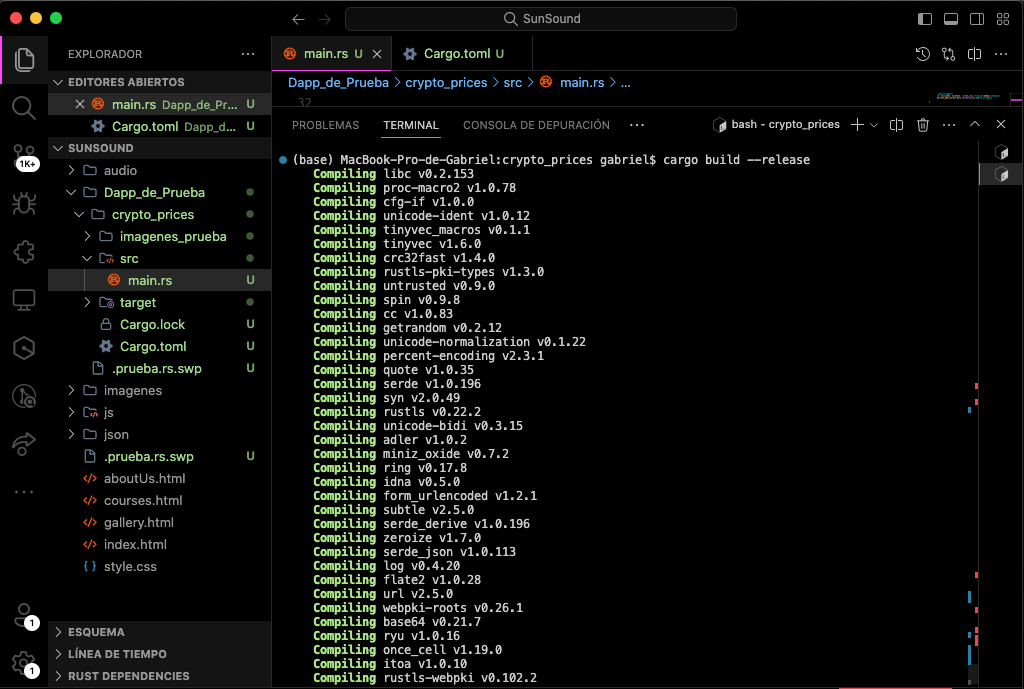 SunSound
EXPLORADOR
EDITORES ABIERTOS
main.rs Dapp_de_Pr... U
Cargo.toml Dapp_d... U
SUNSOUND
audio
Dapp_de_Prueba
crypto_prices
imagenes_prueba
src
main.rs U
target
Cargo.lock U
Cargo.toml U
.prueba.rs.swp U
imagenes
js
json
.prueba.rs.swp U
aboutUs.html
courses.html
gallery.html
index.html
style.css
ESQUEMA
LÍNEA DE TIEMPO
RUST DEPENDENCIES
1K+
1
1
main.rs U
Cargo.toml U
Dapp_de_Prueba > crypto_prices > src > main.rs > ...
32
PROBLEMAS TERMINAL CONSOLA DE DEPURACIÓN
bash - crypto_prices
(base) MacBook-Pro-de-Gabriel:crypto_prices gabriel$ cargo build --release
Compiling libc v0.2.153
Compiling proc-macro2 v1.0.78
Compiling cfg-if v1.0.0
Compiling unicode-ident v1.0.12
Compiling tinyvec_macros v0.1.1
Compiling tinyvec v1.6.0
Compiling crc32fast v1.4.0
Compiling rustls-pki-types v1.3.0
Compiling untrusted v0.9.0
Compiling spin v0.9.8
Compiling cc v1.0.83
Compiling getrandom v0.2.12
Compiling unicode-normalization v0.1.22
Compiling percent-encoding v2.3.1
Compiling quote v1.0.35
Compiling serde v1.0.196
Compiling syn v2.0.49
Compiling rustls v0.22.2
Compiling unicode-bidi v0.3.15
Compiling adler v1.0.2
Compiling miniz_oxide v0.7.2
Compiling ring v0.17.8
Compiling idna v0.5.0
Compiling form_urlencoded v1.2.1
Compiling subtle v2.5.0
Compiling serde_derive v1.0.196
Compiling zeroize v1.7.0
Compiling serde_json v1.0.113
Compiling log v0.4.20
Compiling flate2 v1.0.28
Compiling url v2.5.0
Compiling webpki-roots v0.26.1
Compiling base64 v0.21.7
Compiling ryu v1.0.16
Compiling once_cell v1.19.0
Compiling itoa v1.0.10
Compiling rustls-webpki v0.102.2